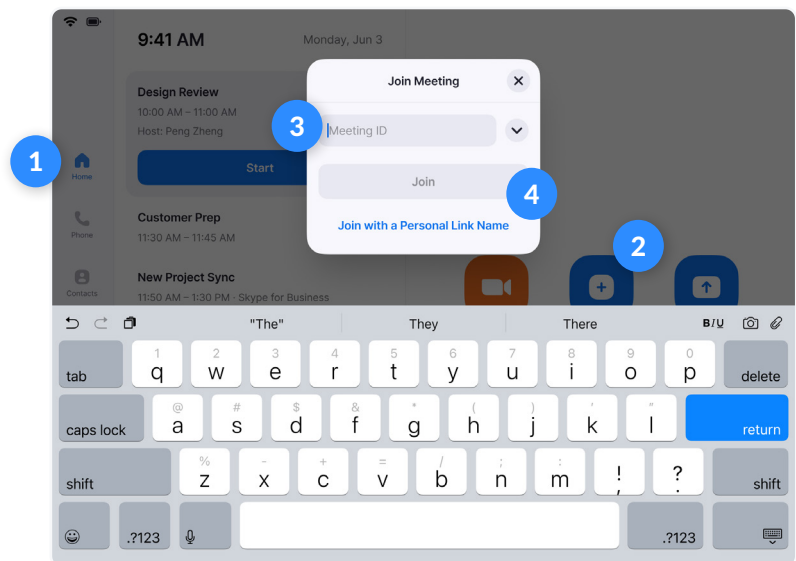 9:41 AM
Monday, Jun 3
Design Review
10:00 AM – 11:00 AM
Host: Peng Zheng
Start
Customer Prep
11:30 AM – 11:45 AM
New Project Sync
11:50 AM – 1:30 PM · Skype for Business
1
Home
Phone
Contacts
Join Meeting
3
Meeting ID
Join
4
Join with a Personal Link Name
2
"The" They There B I U
1 2 3 4 5 6 7 8 9 0
tab q w e r t y u i o p delete
@ # $ & * ( ) ' "
caps lock a s d f g h j k l return
% - + = / ; :
shift z x c v b n m ! , ? . shift
.?123 .?123